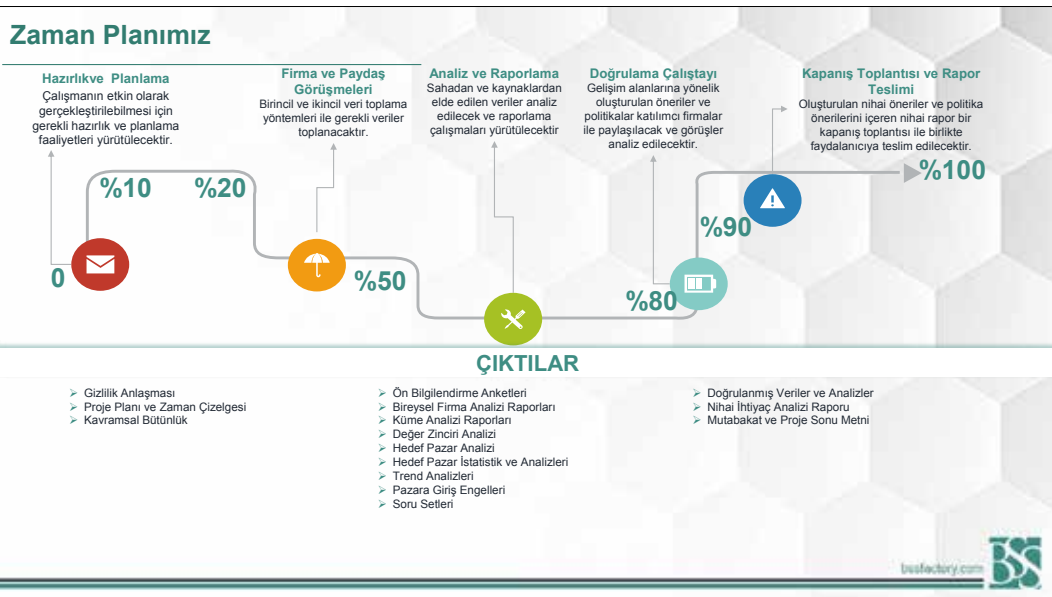 Zaman Planımız
Hazırlıkve Planlama
Çalışmanın etkin olarak
gerçekleştirilebilmesi için
gerekli hazırlık ve planlama
faaliyetleri yürütülecektir.
Firma ve Paydaş
Görüşmeleri
Birincil ve ikincil veri toplama
yöntemleri ile gerekli veriler
toplanacaktır.
Analiz ve Raporlama
Sahadan ve kaynaklardan
elde edilen veriler analiz
edilecek ve raporlama
çalışmaları yürütülecektir
Doğrulama Çalıştayı
Gelişim alanlarına yönelik
oluşturulan öneriler ve
politikalar katılımcı firmalar
ile paylaşılacak ve görüşler
analiz edilecektir.
Kapanış Toplantısı ve Rapor
Teslimi
Oluşturulan nihai öneriler ve politika
önerilerini içeren nihai rapor bir
kapanış toplantısı ile birlikte
faydalanıcıya teslim edilecektir.
0
%10
%20
%50
%80
%90
%100
ÇIKTILAR
Gizlilik Anlaşması
Proje Planı ve Zaman Çizelgesi
Kavramsal Bütünlük
Ön Bilgilendirme Anketleri
Bireysel Firma Analizi Raporları
Küme Analizi Raporları
Değer Zinciri Analizi
Hedef Pazar Analizi
Hedef Pazar İstatistik ve Analizleri
Trend Analizleri
Pazara Giriş Engelleri
Soru Setleri
Doğrulanmış Veriler ve Analizler
Nihai İhtiyaç Analizi Raporu
Mutabakat ve Proje Sonu Metni
bssfactory.com
BSS